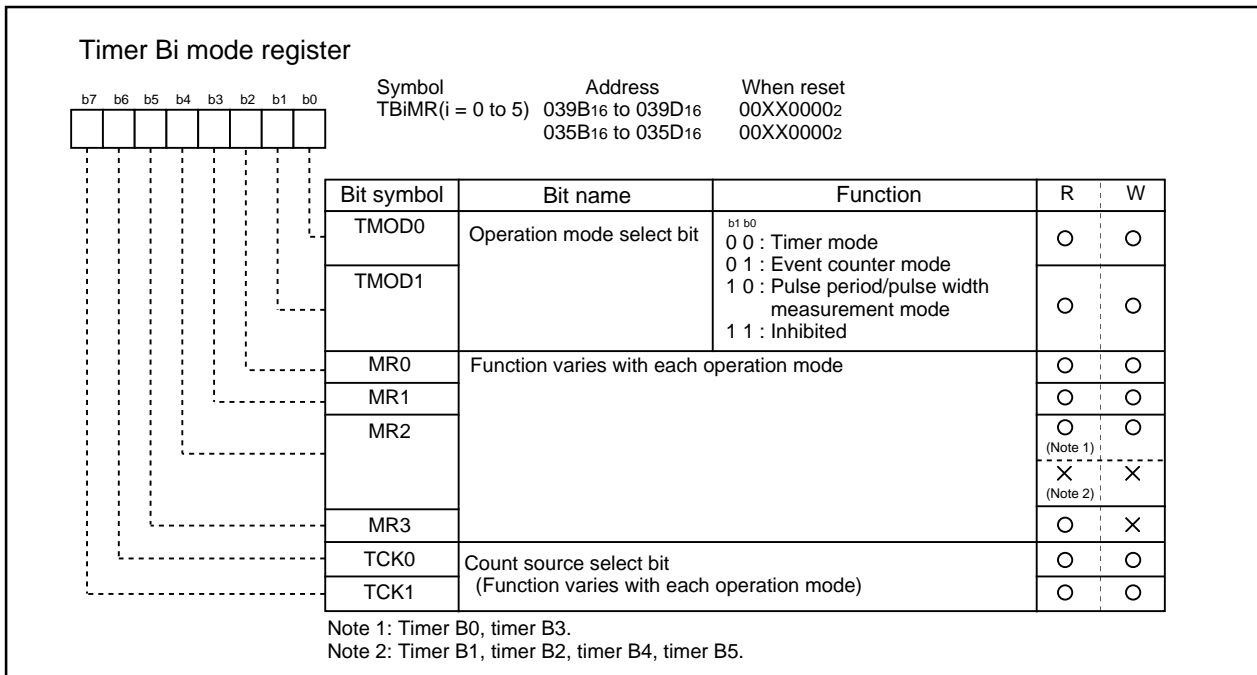 Timer Bi mode register
Symbol Address When reset
TBiMR(i = 0 to 5) 039B16 to 039D16 00XX00002
035B16 to 035D16 00XX00002
b7 b6 b5 b4 b3 b2 b1 b0
Bit symbol Bit name Function R W
TMOD0 Operation mode select bit b1 b0
0 0 : Timer mode
0 1 : Event counter mode
TMOD1 1 0 : Pulse period/pulse width
measurement mode
1 1 : Inhibited
MR0 Function varies with each operation mode
MR1
MR2
(Note 1)
(Note 2)
MR3
TCK0 Count source select bit
(Function varies with each operation mode)
TCK1
Note 1: Timer B0, timer B3.
Note 2: Timer B1, timer B2, timer B4, timer B5.